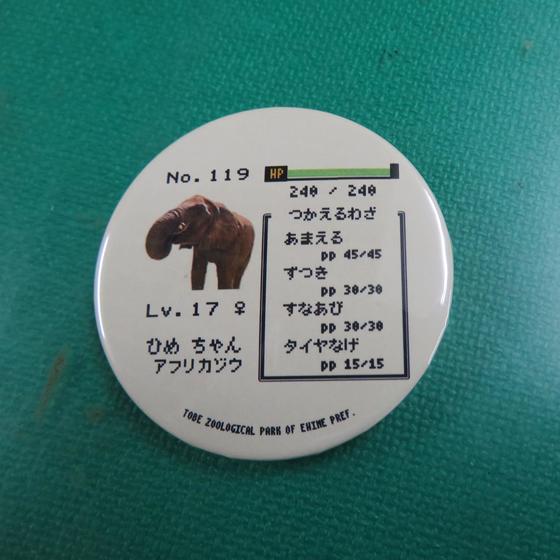 No. 119
HP
240 / 240
つかえるわざ
あまえる
PP 45/45
ずつき
PP 30/30
すなあび
PP 30/30
タイヤなげ
PP 15/15
Lv. 17 ♀
ひめ ちゃん
アフリカゾウ
TOBE ZOOLOGICAL PARK OF EHIME PREF.